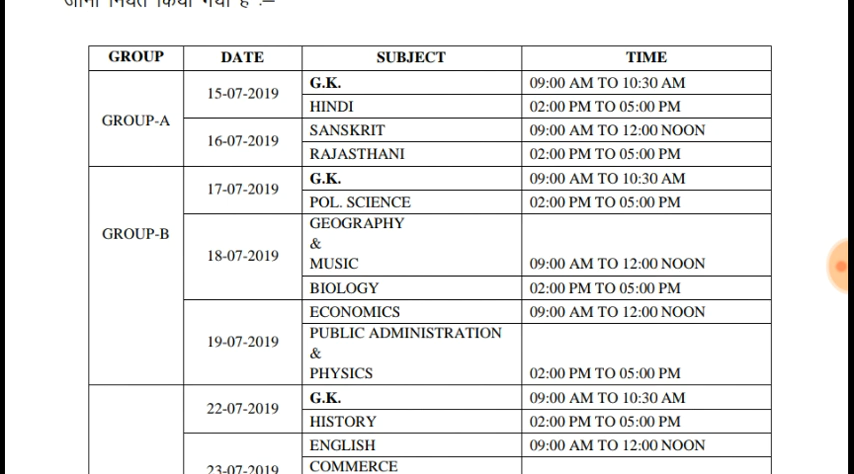 जाना नियत किया गया है :–
GROUP DATE SUBJECT TIME
GROUP-A 15-07-2019 G.K. 09:00 AM TO 10:30 AM
HINDI 02:00 PM TO 05:00 PM
16-07-2019 SANSKRIT 09:00 AM TO 12:00 NOON
RAJASTHANI 02:00 PM TO 05:00 PM
GROUP-B 17-07-2019 G.K. 09:00 AM TO 10:30 AM
POL. SCIENCE 02:00 PM TO 05:00 PM
18-07-2019 GEOGRAPHY
&
MUSIC 09:00 AM TO 12:00 NOON
BIOLOGY 02:00 PM TO 05:00 PM
19-07-2019 ECONOMICS 09:00 AM TO 12:00 NOON
PUBLIC ADMINISTRATION
&
PHYSICS 02:00 PM TO 05:00 PM
22-07-2019 G.K. 09:00 AM TO 10:30 AM
HISTORY 02:00 PM TO 05:00 PM
23-07-2019 ENGLISH 09:00 AM TO 12:00 NOON
COMMERCE